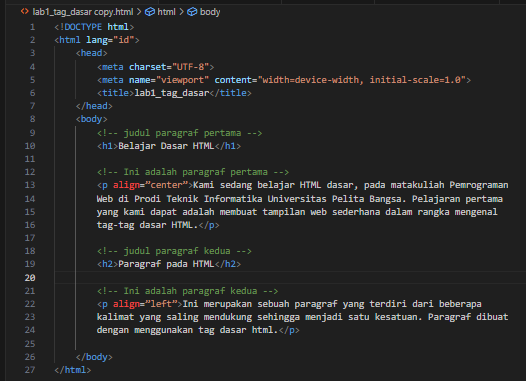 lab1_tag_dasar copy.html > html > body
1 <!DOCTYPE html>
2 <html lang="id">
3 <head>
4 <meta charset="UTF-8">
5 <meta name="viewport" content="width=device-width, initial-scale=1.0">
6 <title>lab1_tag_dasar</title>
7 </head>
8 <body>
9 <!-- judul paragraf pertama -->
10 <h1>Belajar Dasar HTML</h1>
11
12 <!-- Ini adalah paragraf pertama -->
13 <p align=”center”>Kami sedang belajar HTML dasar, pada matakuliah Pemrograman
14 Web di Prodi Teknik Informatika Universitas Pelita Bangsa. Pelajaran pertama
15 yang kami dapat adalah membuat tampilan web sederhana dalam rangka mengenal
16 tag-tag dasar HTML.</p>
17
18 <!-- judul paragraf kedua -->
19 <h2>Paragraf pada HTML</h2>
20
21 <!-- Ini adalah paragraf kedua -->
22 <p align=”left”>Ini merupakan sebuah paragraf yang terdiri dari beberapa
23 kalimat yang saling mendukung sehingga menjadi satu kesatuan. Paragraf dibuat
24 dengan menggunakan tag dasar html.</p>
25
26 </body>
27 </html>